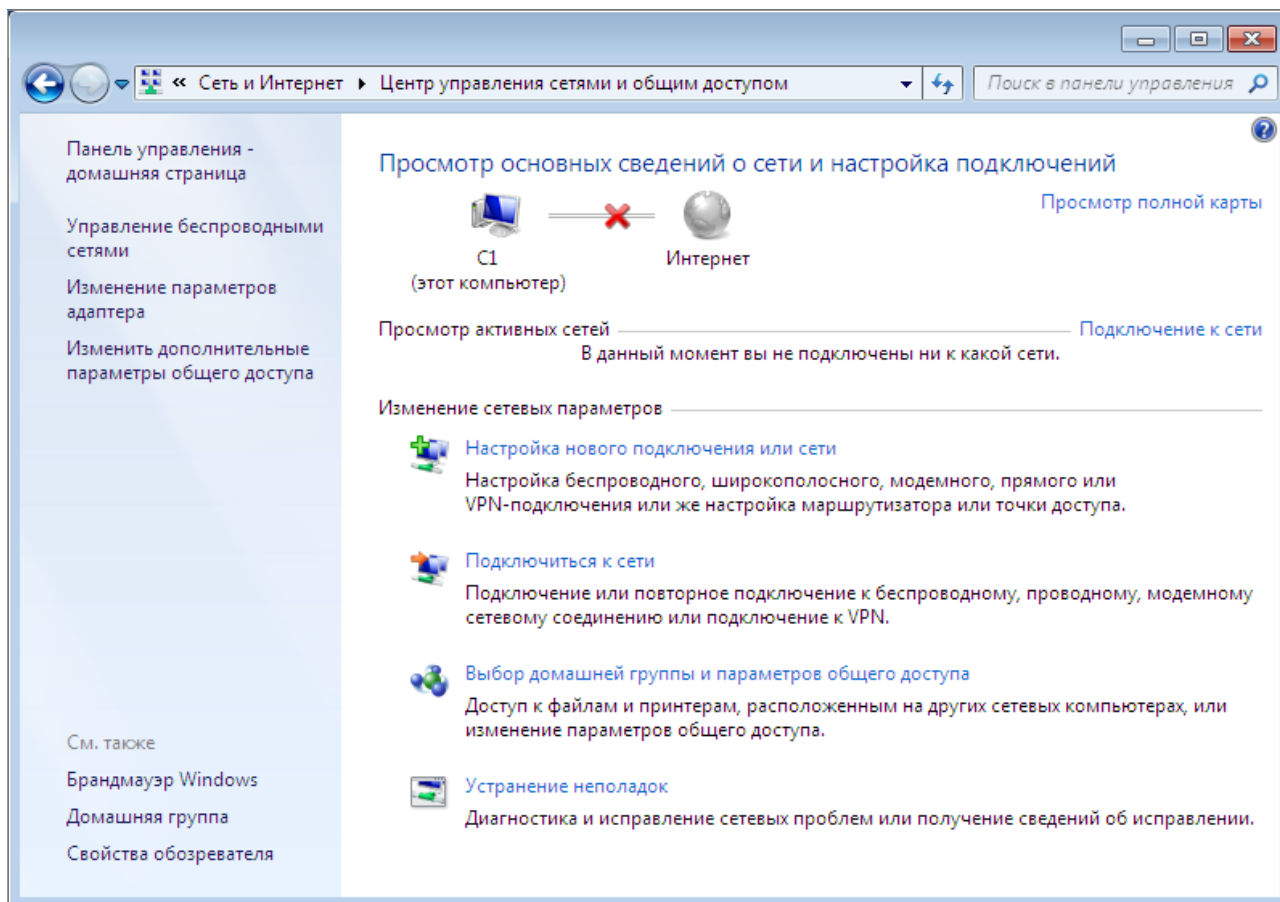 « Сеть и Интернет ▸ Центр управления сетями и общим доступом
Поиск в панели управления
Панель управления -
домашняя страница
Управление беспроводными
сетями
Изменение параметров
адаптера
Изменить дополнительные
параметры общего доступа
См. также
Брандмауэр Windows
Домашняя группа
Свойства обозревателя
Просмотр основных сведений о сети и настройка подключений
Просмотр полной карты
C1
(этот компьютер)
Интернет
Просмотр активных сетей
Подключение к сети
В данный момент вы не подключены ни к какой сети.
Изменение сетевых параметров
Настройка нового подключения или сети
Настройка беспроводного, широкополосного, модемного, прямого или
VPN-подключения или же настройка маршрутизатора или точки доступа.
Подключиться к сети
Подключение или повторное подключение к беспроводному, проводному, модемному
сетевому соединению или подключение к VPN.
Выбор домашней группы и параметров общего доступа
Доступ к файлам и принтерам, расположенным на других сетевых компьютерах, или
изменение параметров общего доступа.
Устранение неполадок
Диагностика и исправление сетевых проблем или получение сведений об исправлении.